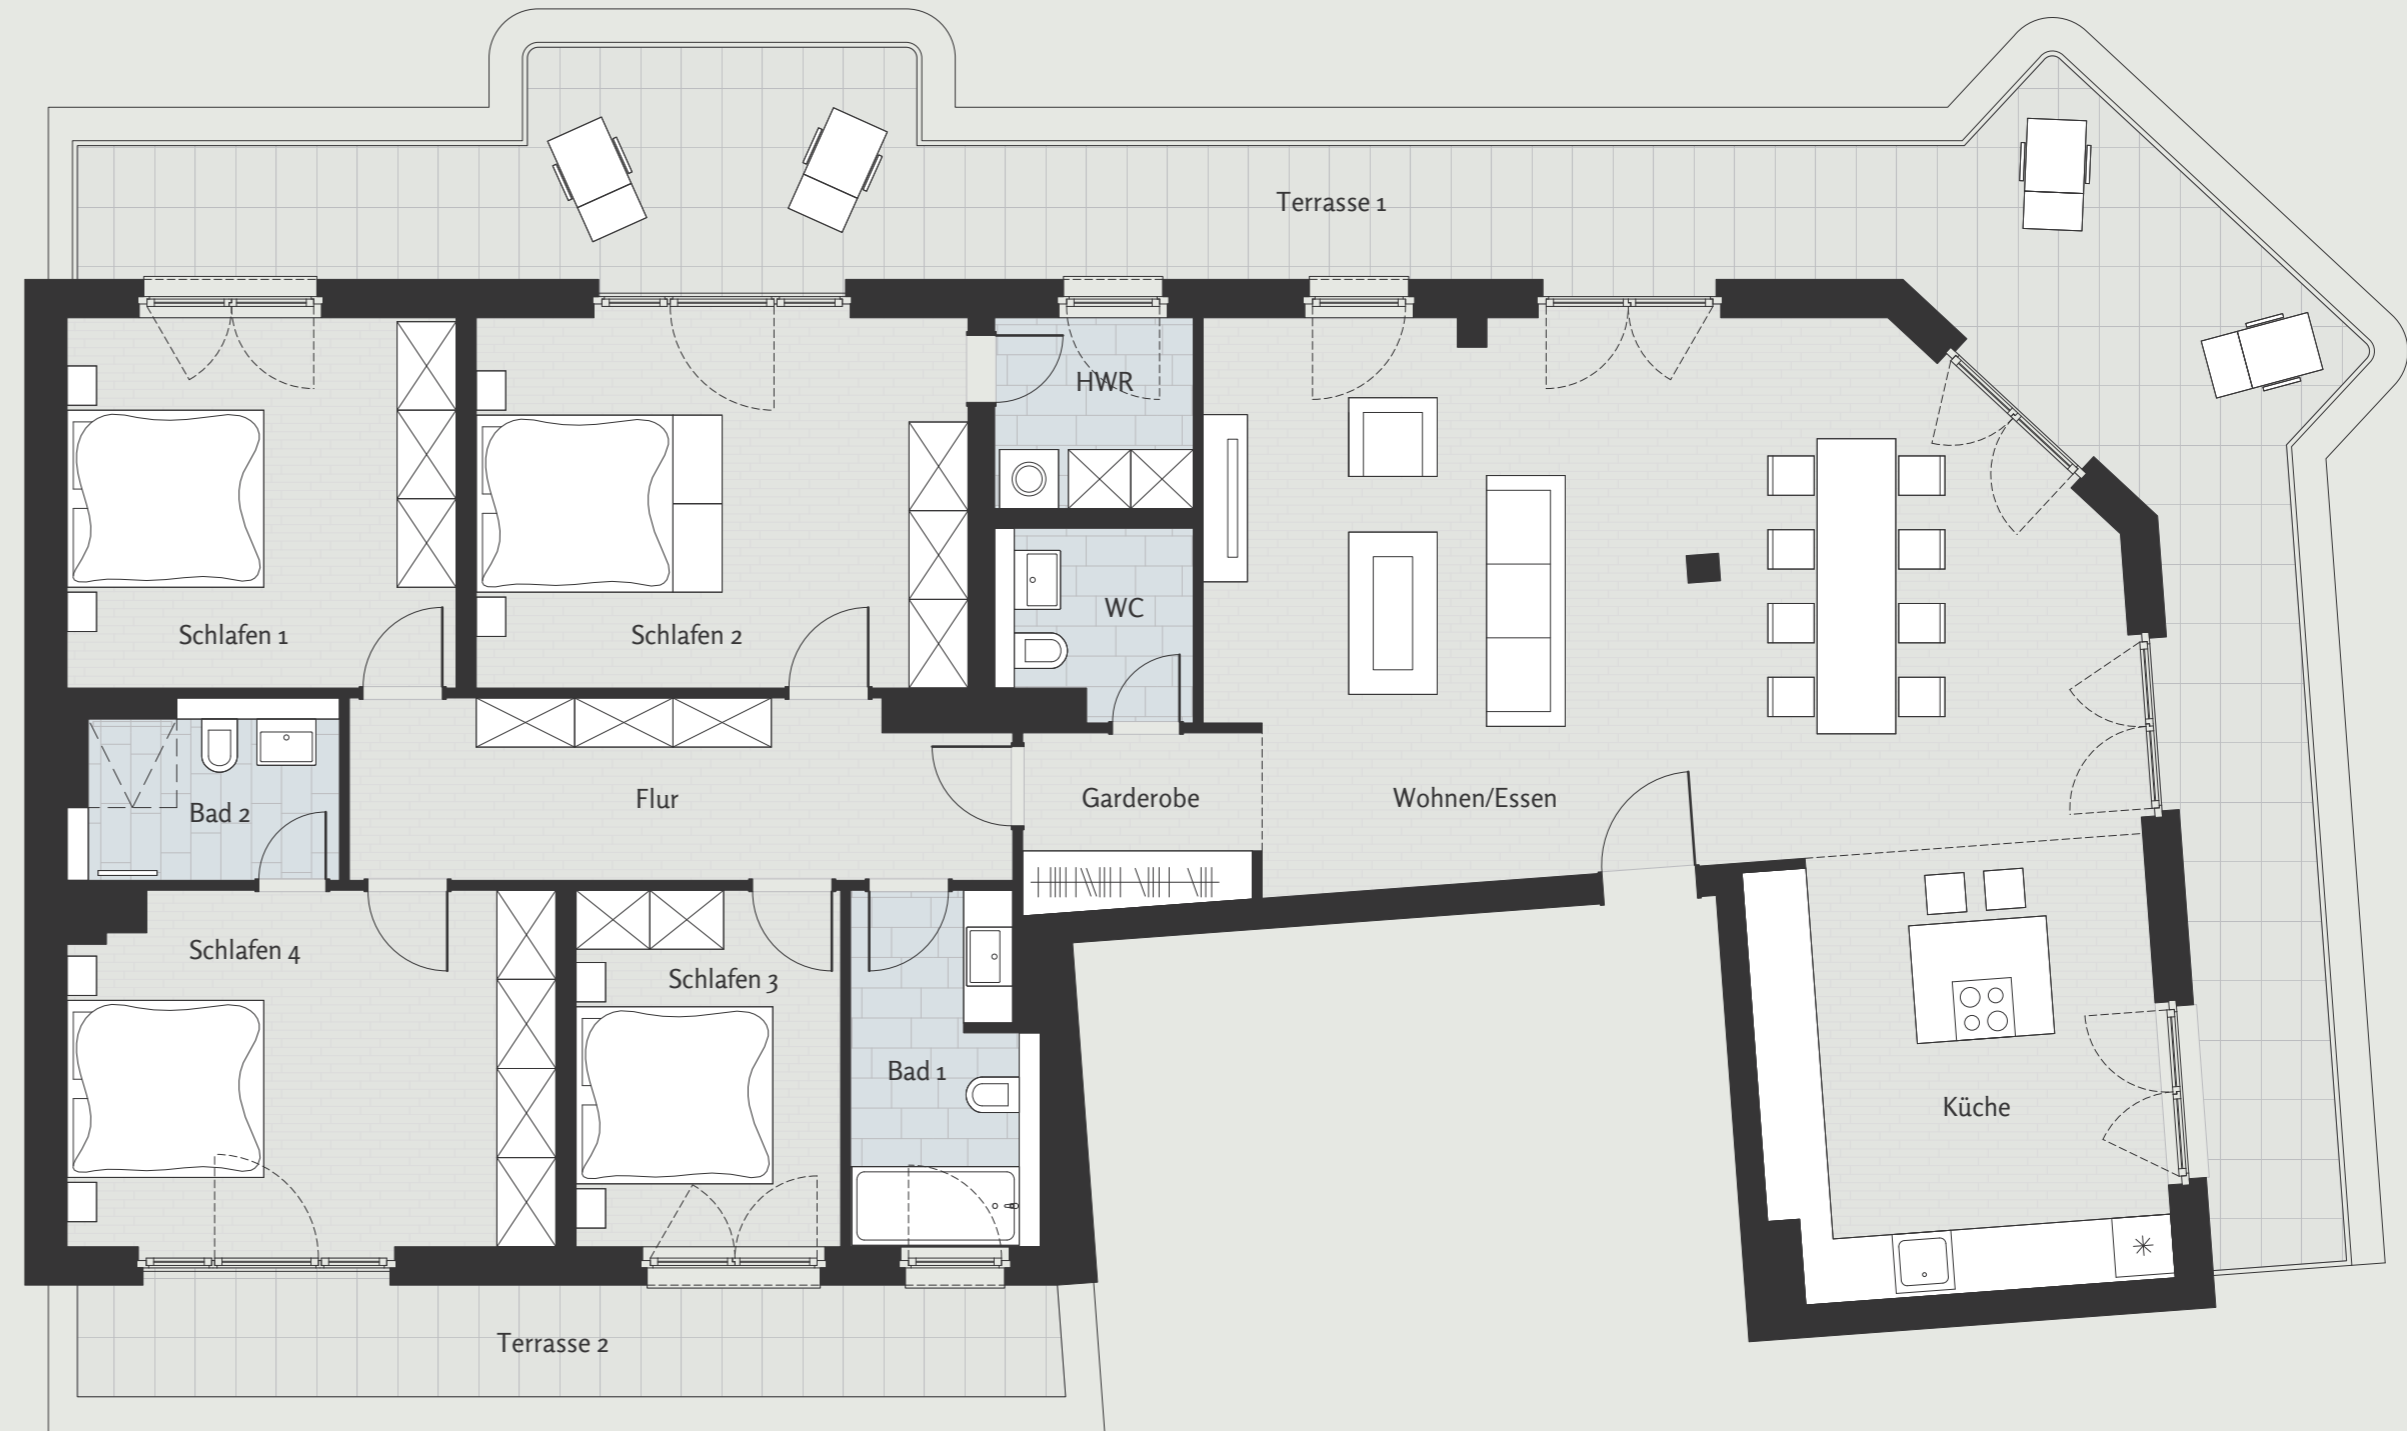 Terrasse 1
HWR
WC
Schlafen 1
Schlafen 2
Bad 2
Flur
Garderobe
Wohnen/Essen
Schlafen 4
Schlafen 3
Bad 1
Küche
Terrasse 2